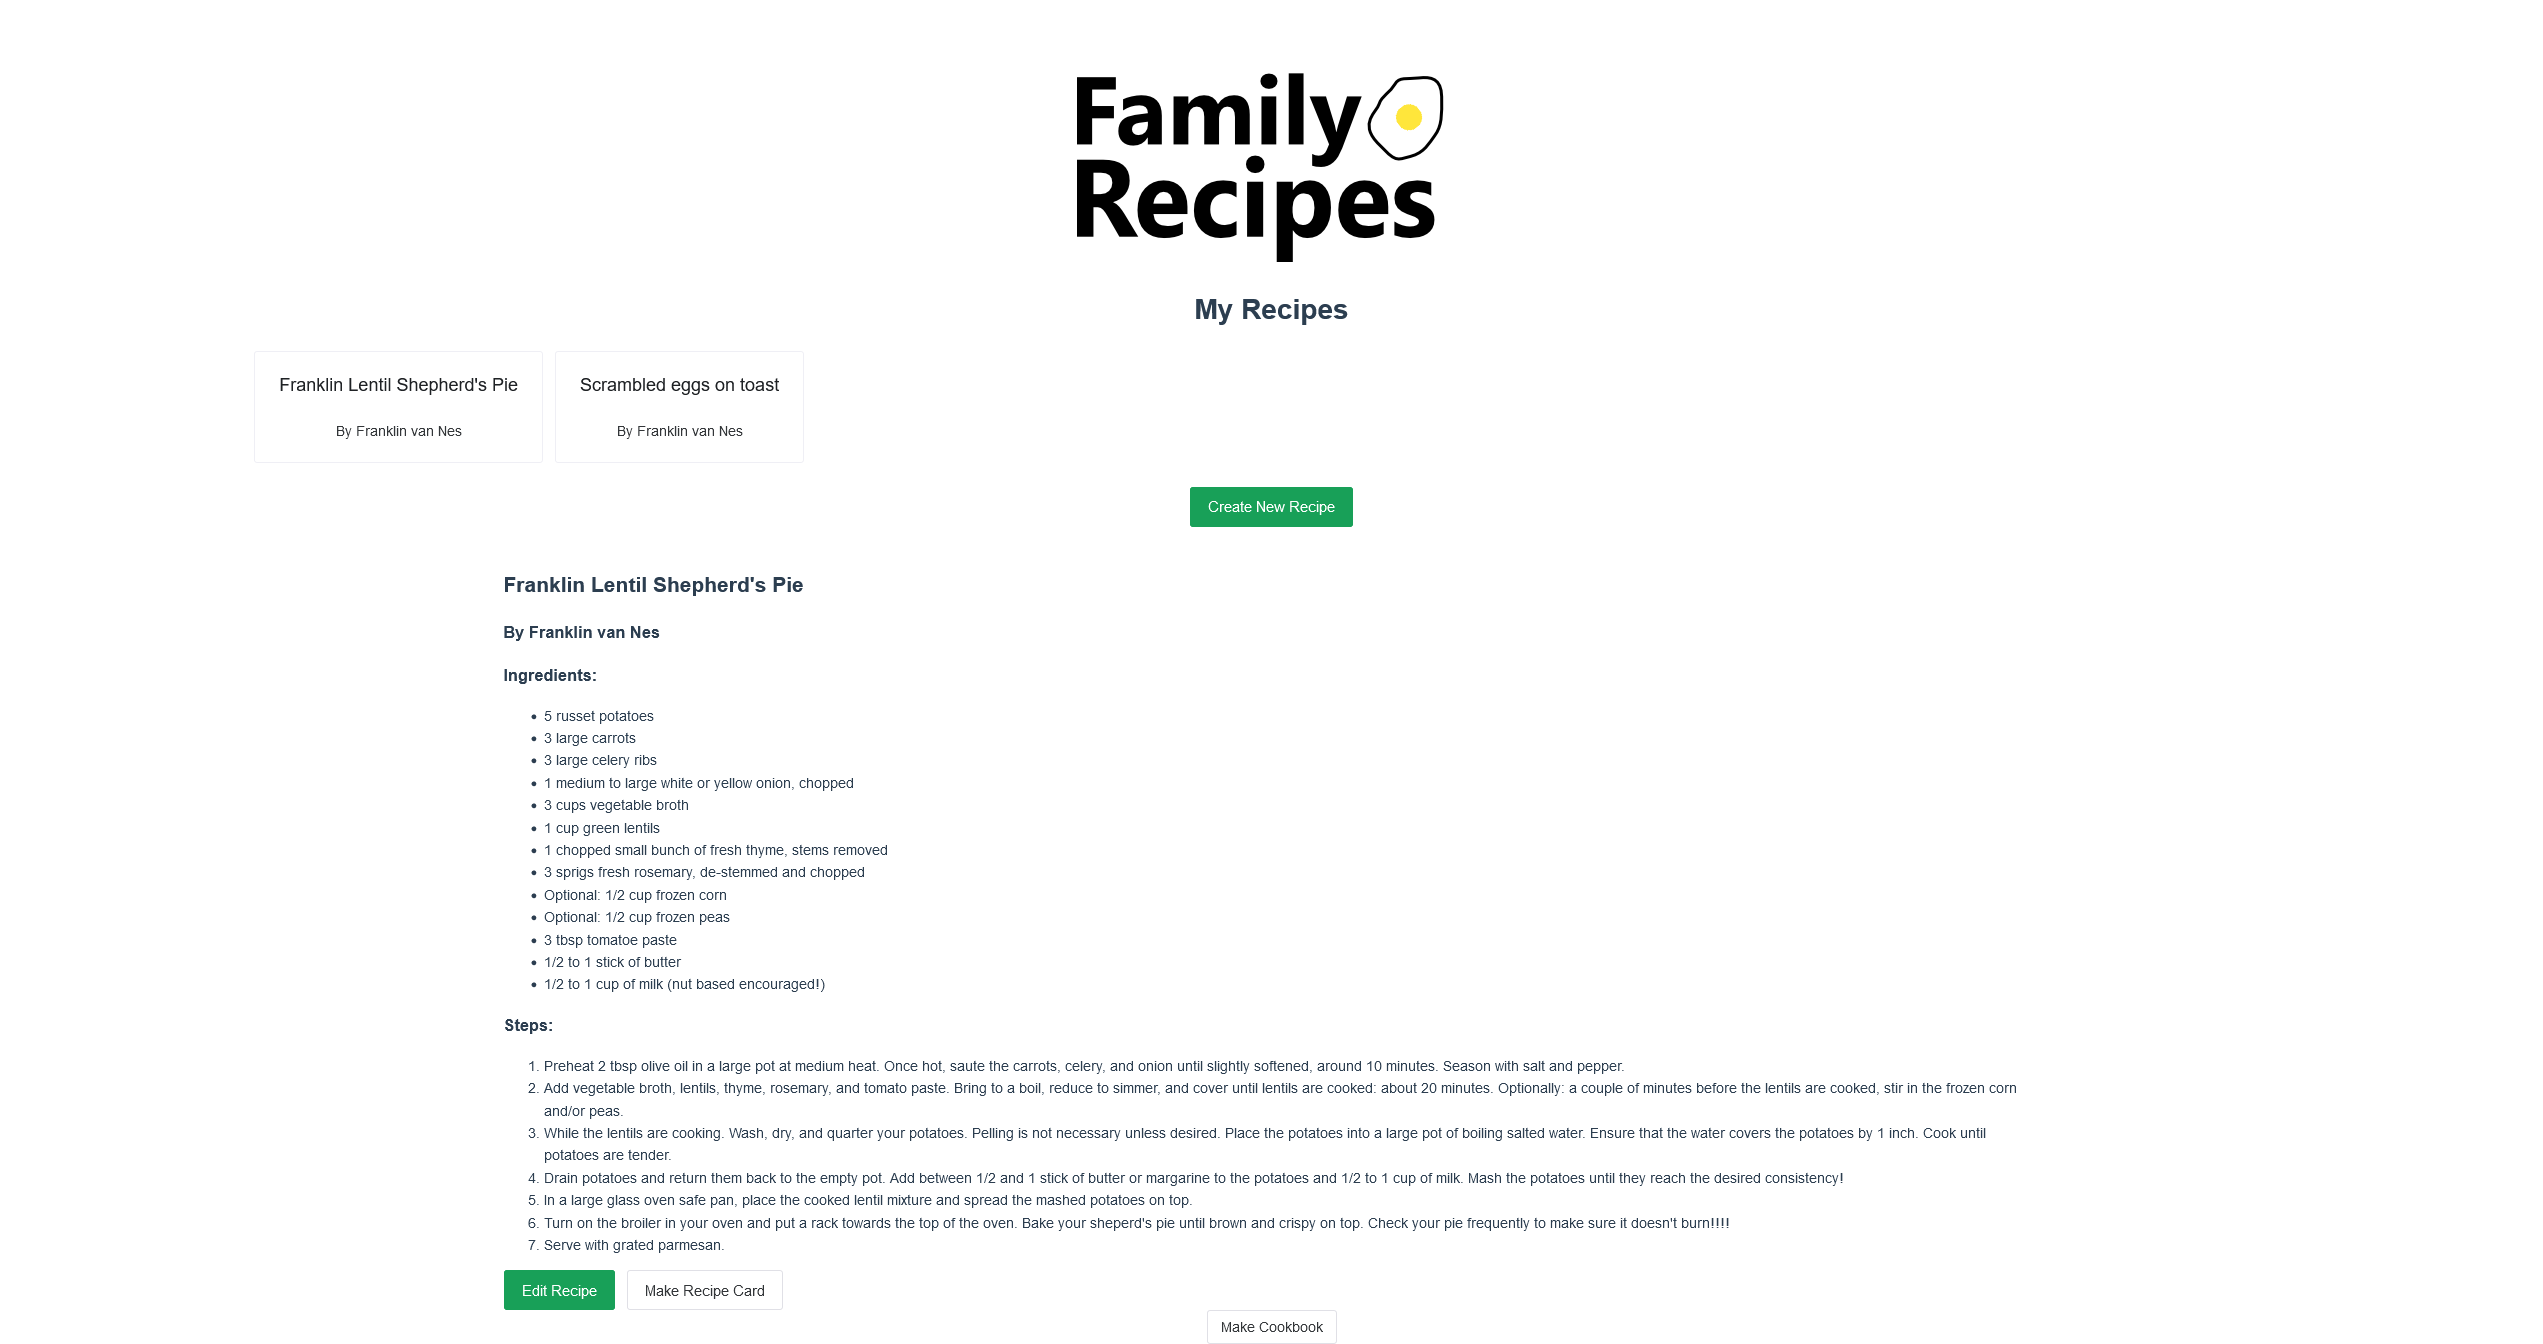 Family
Recipes
My Recipes
Franklin Lentil Shepherd's Pie
By Franklin van Nes
Scrambled eggs on toast
By Franklin van Nes
Create New Recipe
Franklin Lentil Shepherd's Pie
By Franklin van Nes
Ingredients:
• 5 russet potatoes
• 3 large carrots
• 3 large celery ribs
• 1 medium to large white or yellow onion, chopped
• 3 cups vegetable broth
• 1 cup green lentils
• 1 chopped small bunch of fresh thyme, stems removed
• 3 sprigs fresh rosemary, de-stemmed and chopped
• Optional: 1/2 cup frozen corn
• Optional: 1/2 cup frozen peas
• 3 tbsp tomatoe paste
• 1/2 to 1 stick of butter
• 1/2 to 1 cup of milk (nut based encouraged!)
Steps:
1. Preheat 2 tbsp olive oil in a large pot at medium heat. Once hot, saute the carrots, celery, and onion until slightly softened, around 10 minutes. Season with salt and pepper.
2. Add vegetable broth, lentils, thyme, rosemary, and tomato paste. Bring to a boil, reduce to simmer, and cover until lentils are cooked: about 20 minutes. Optionally: a couple of minutes before the lentils are cooked, stir in the frozen corn
and/or peas.
3. While the lentils are cooking. Wash, dry, and quarter your potatoes. Pelling is not necessary unless desired. Place the potatoes into a large pot of boiling salted water. Ensure that the water covers the potatoes by 1 inch. Cook until
potatoes are tender.
4. Drain potatoes and return them back to the empty pot. Add between 1/2 and 1 stick of butter or margarine to the potatoes and 1/2 to 1 cup of milk. Mash the potatoes until they reach the desired consistency!
5. In a large glass oven safe pan, place the cooked lentil mixture and spread the mashed potatoes on top.
6. Turn on the broiler in your oven and put a rack towards the top of the oven. Bake your sheperd's pie until brown and crispy on top. Check your pie frequently to make sure it doesn't burn!!!!
7. Serve with grated parmesan.
Edit Recipe
Make Recipe Card
Make Cookbook